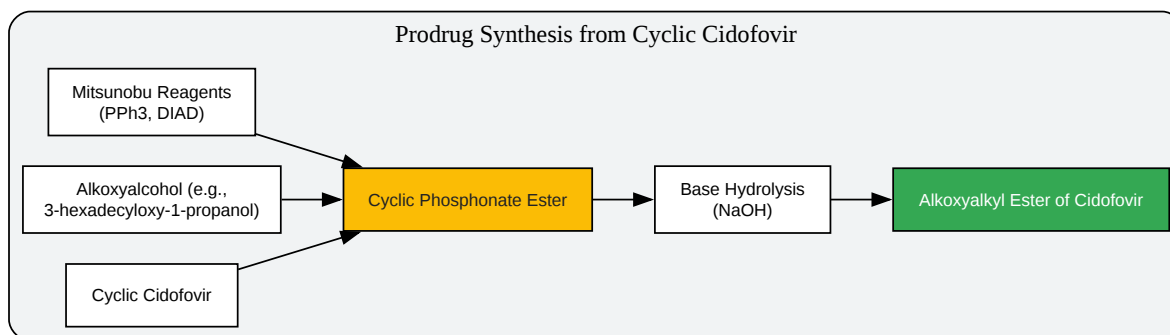 Prodrug Synthesis from Cyclic Cidofovir
Mitsunobu Reagents
(PPh3, DIAD)
Alkoxyalcohol (e.g.,
3-hexadecyloxy-1-propanol)
Cyclic Cidofovir
Cyclic Phosphonate Ester
Base Hydrolysis
(NaOH)
Alkoxyalkyl Ester of Cidofovir